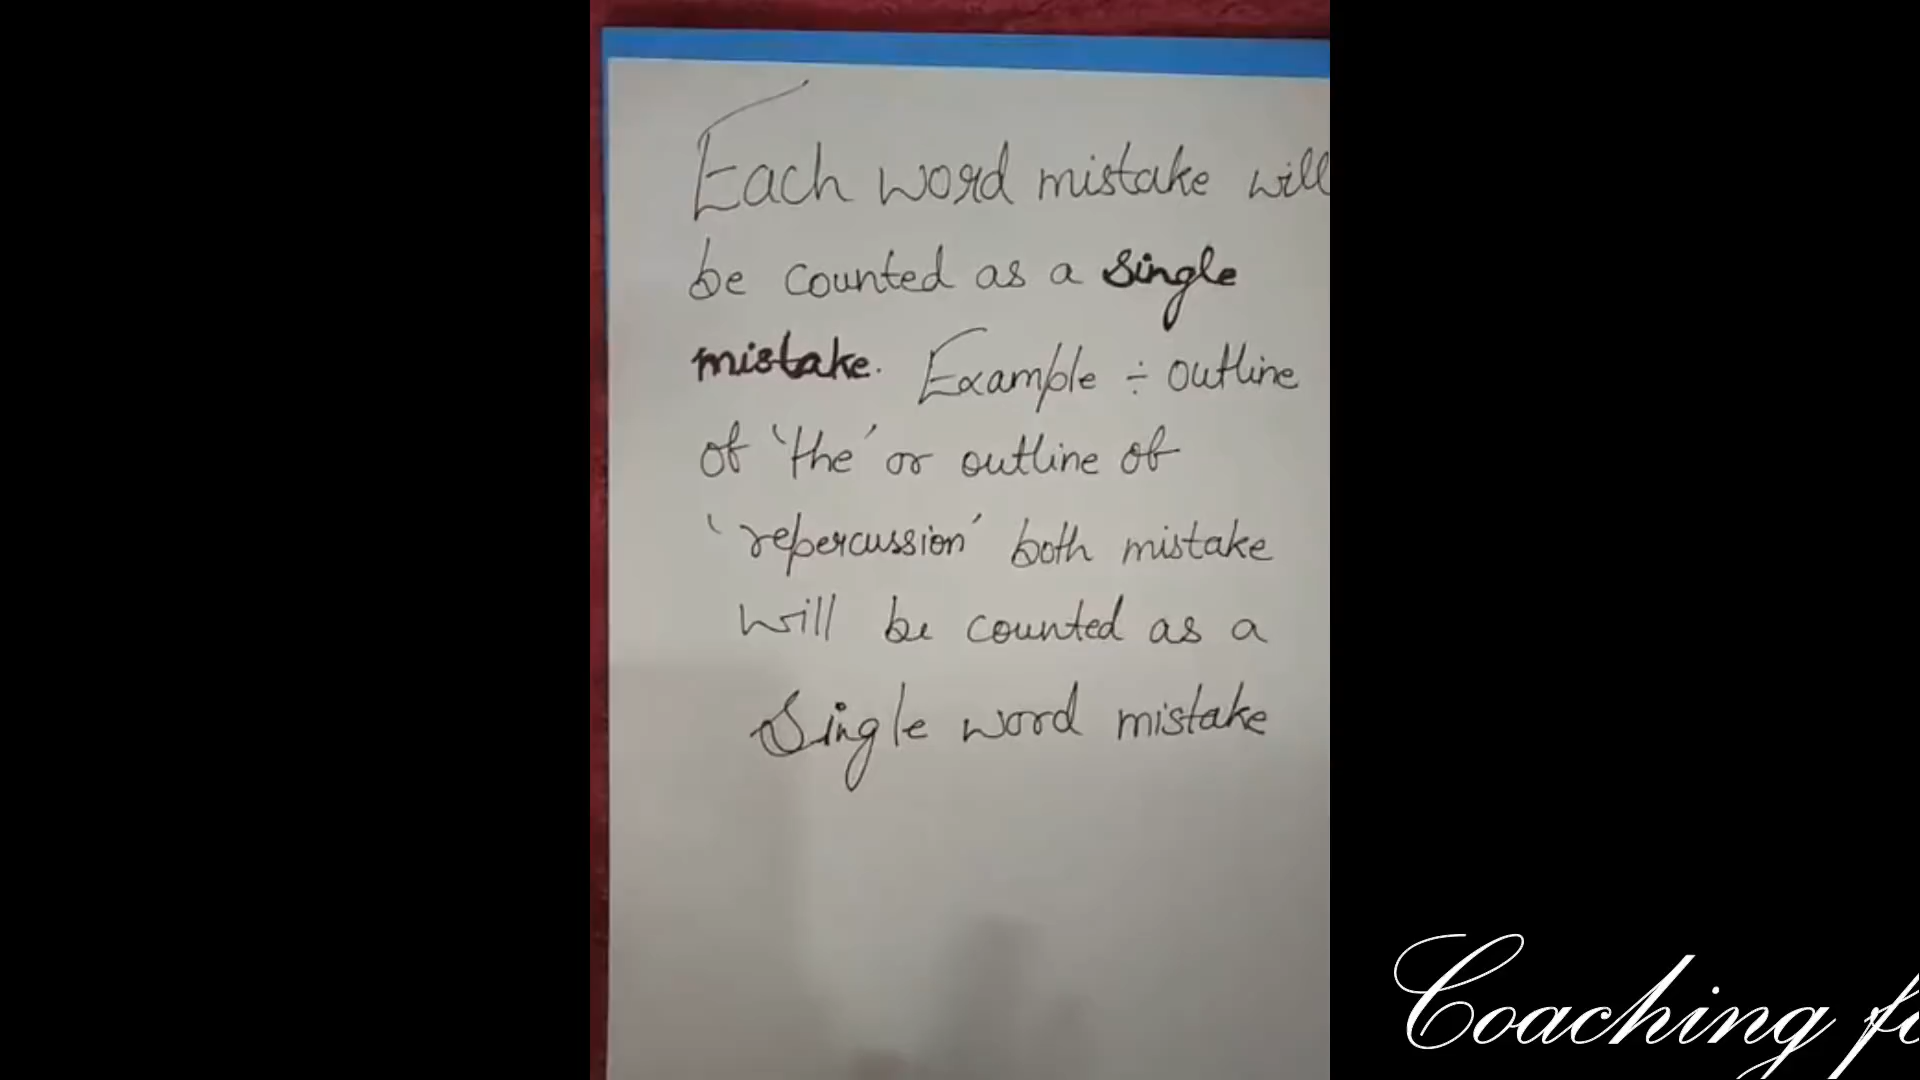 Each word mistake will
be counted as a single
mistake. Example ÷ outline
of 'the' or outline of
'repercussion' both mistake
will be counted as a
Single word mistake
Coaching